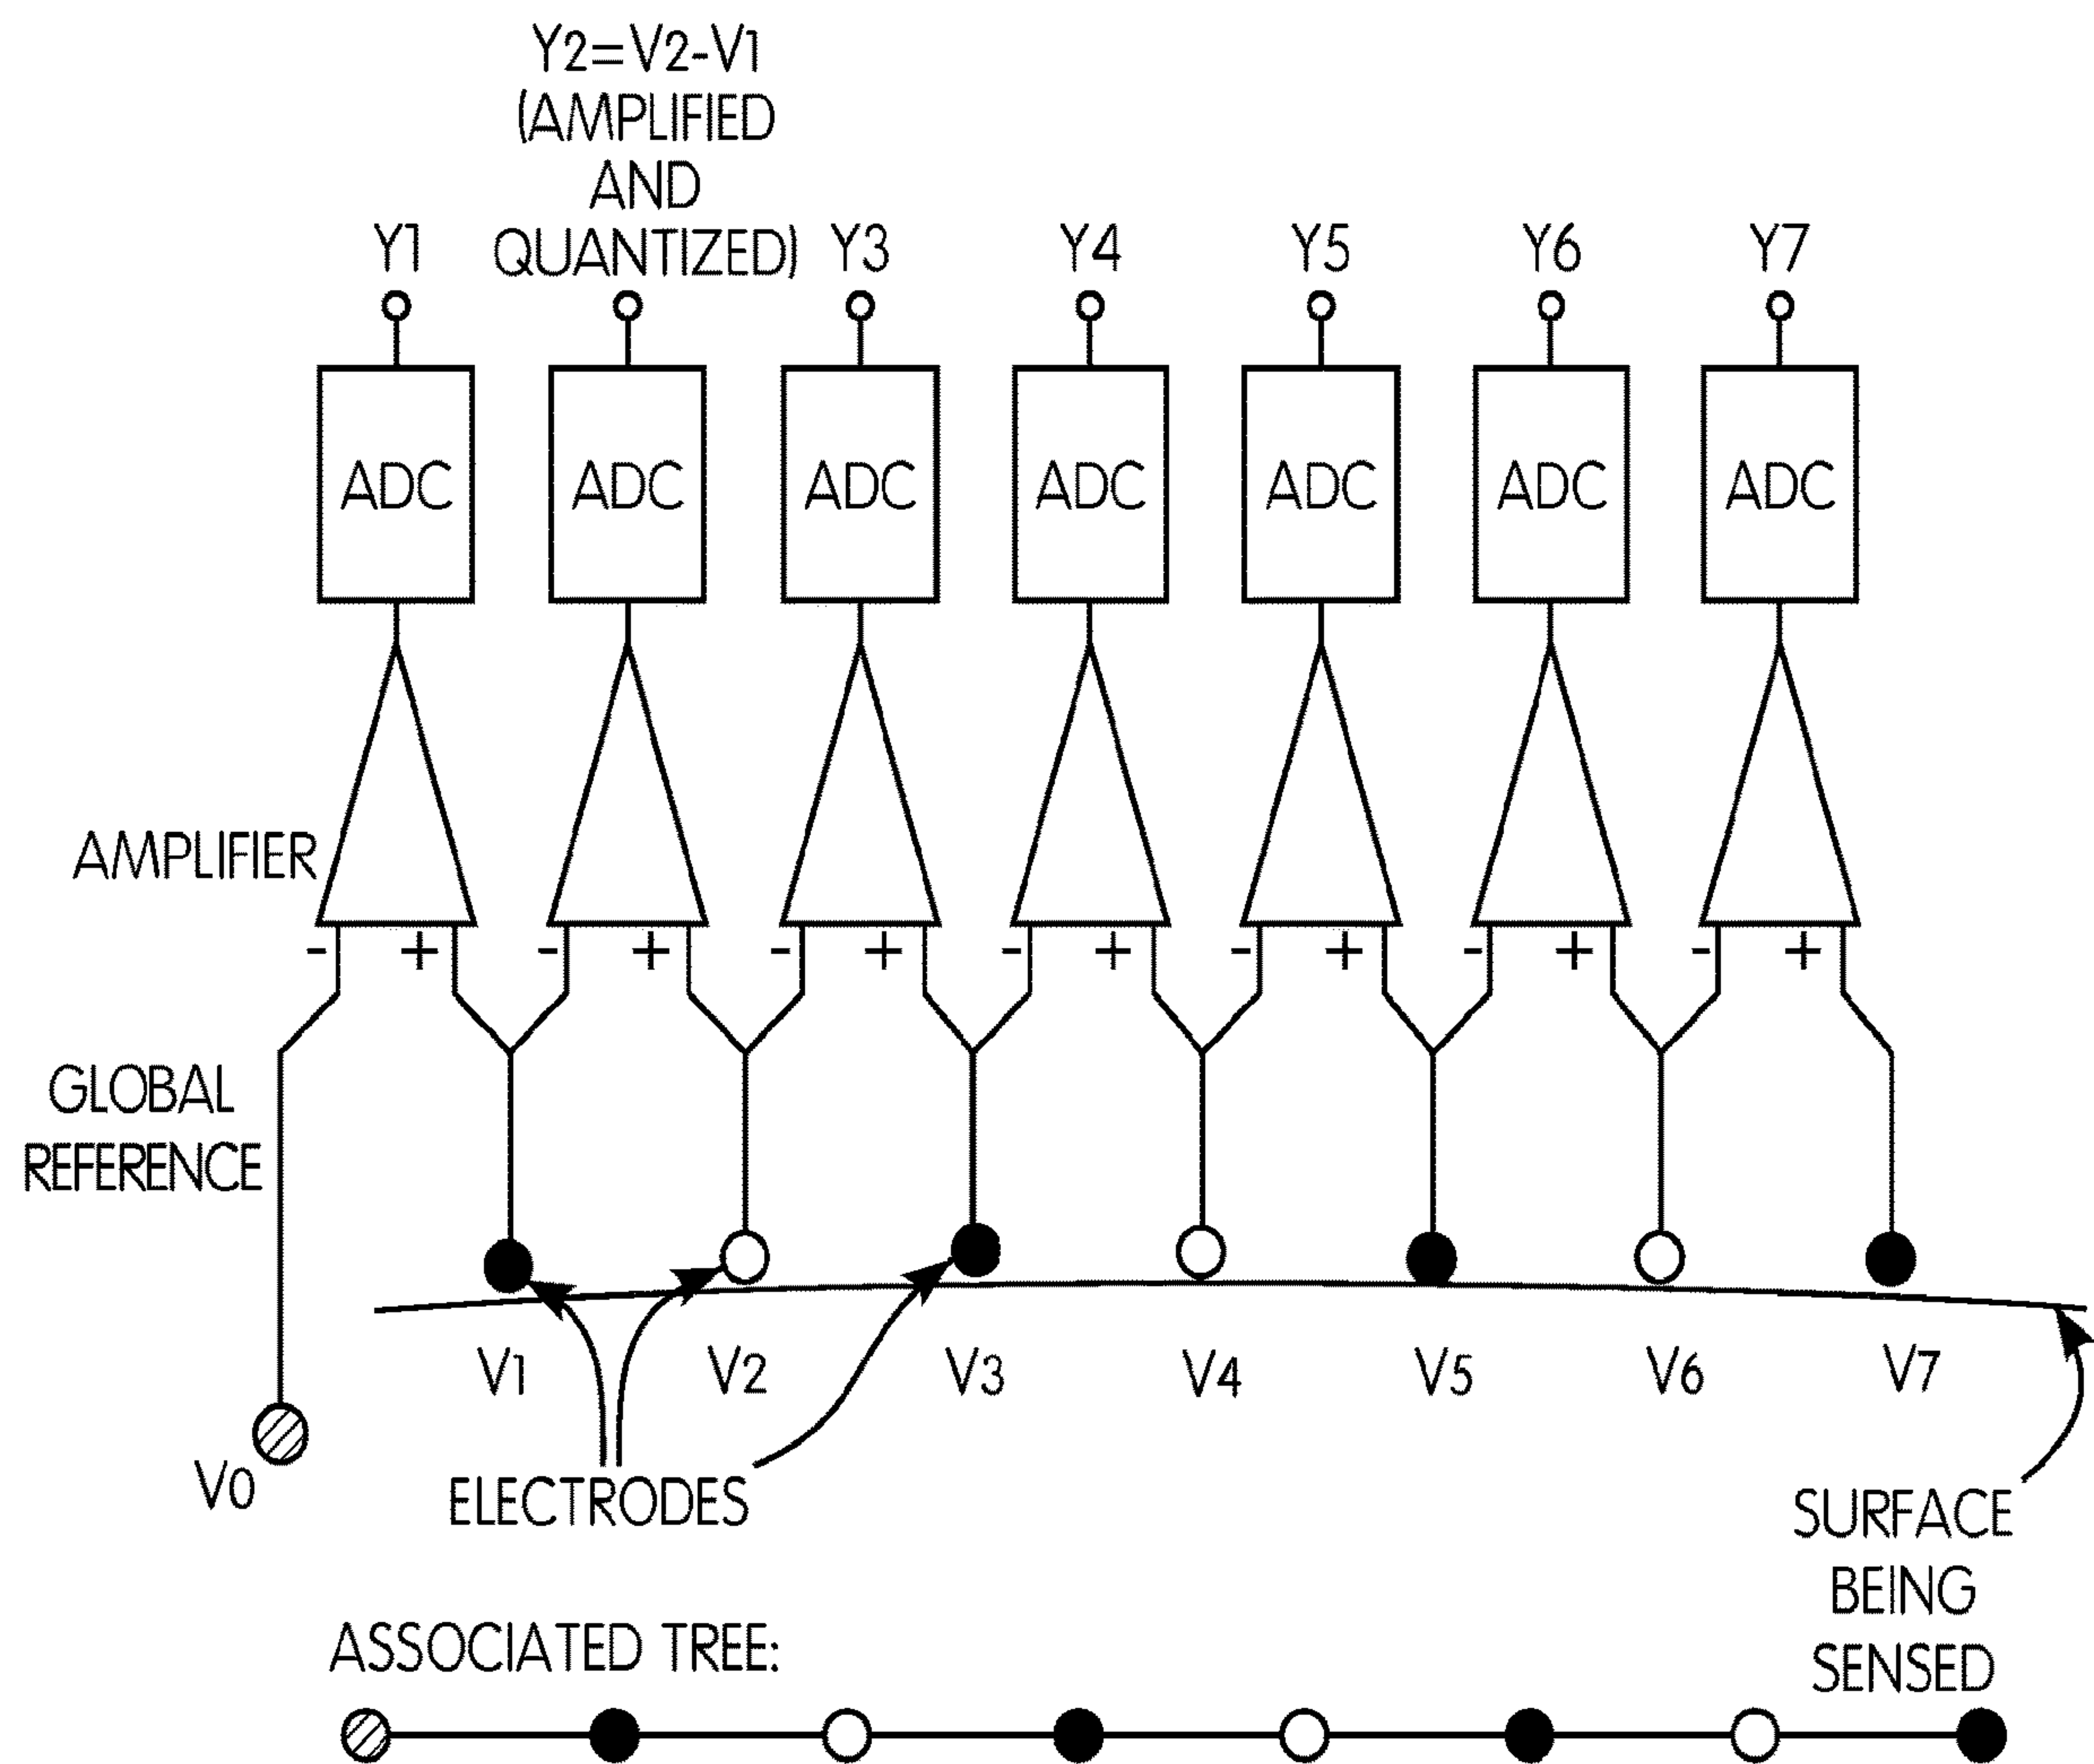 Y2=V2-V1
(AMPLIFIED
AND
QUANTIZED)
Y1
Y3
Y4
Y5
Y6
Y7
ADC
ADC
ADC
ADC
ADC
ADC
ADC
AMPLIFIER
- + - + - + - + - + - + - +
GLOBAL
REFERENCE
V1
V2
V3
V4
V5
V6
V7
V0
ELECTRODES
SURFACE
BEING
SENSED
ASSOCIATED TREE: